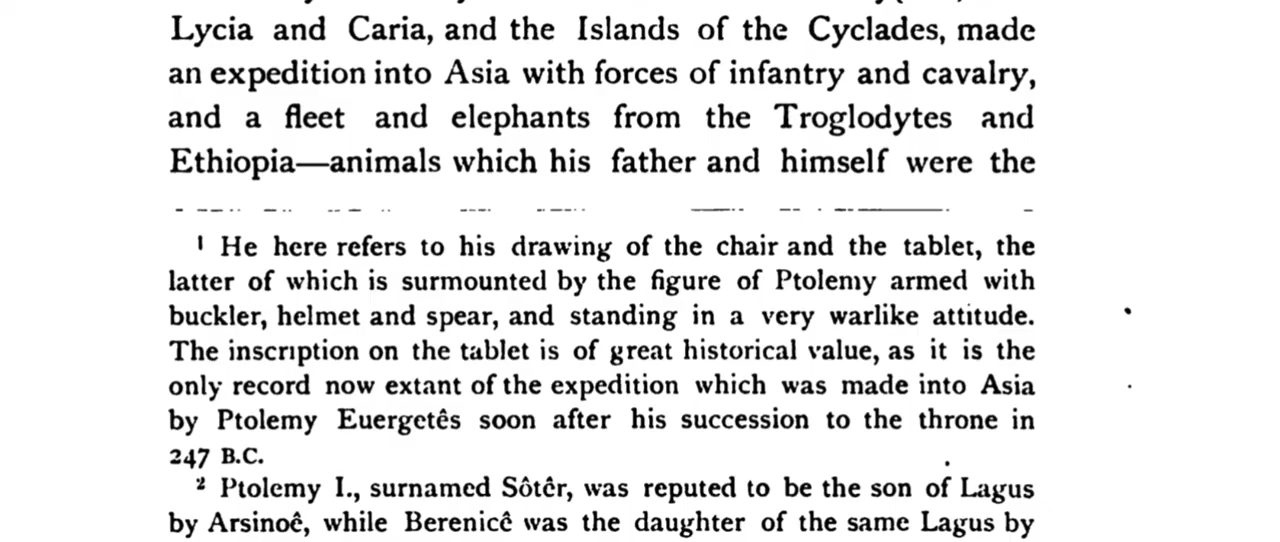 Lycia and Caria, and the Islands of the Cyclades, made
an expedition into Asia with forces of infantry and cavalry,
and a fleet and elephants from the Troglodytes and
Ethiopia—animals which his father and himself were the
¹ He here refers to his drawing of the chair and the tablet, the
latter of which is surmounted by the figure of Ptolemy armed with
buckler, helmet and spear, and standing in a very warlike attitude.
The inscription on the tablet is of great historical value, as it is the
only record now extant of the expedition which was made into Asia
by Ptolemy Euergetês soon after his succession to the throne in
247 B.C.
² Ptolemy I., surnamed Sôtêr, was reputed to be the son of Lagus
by Arsinoê, while Berenicê was the daughter of the same Lagus by